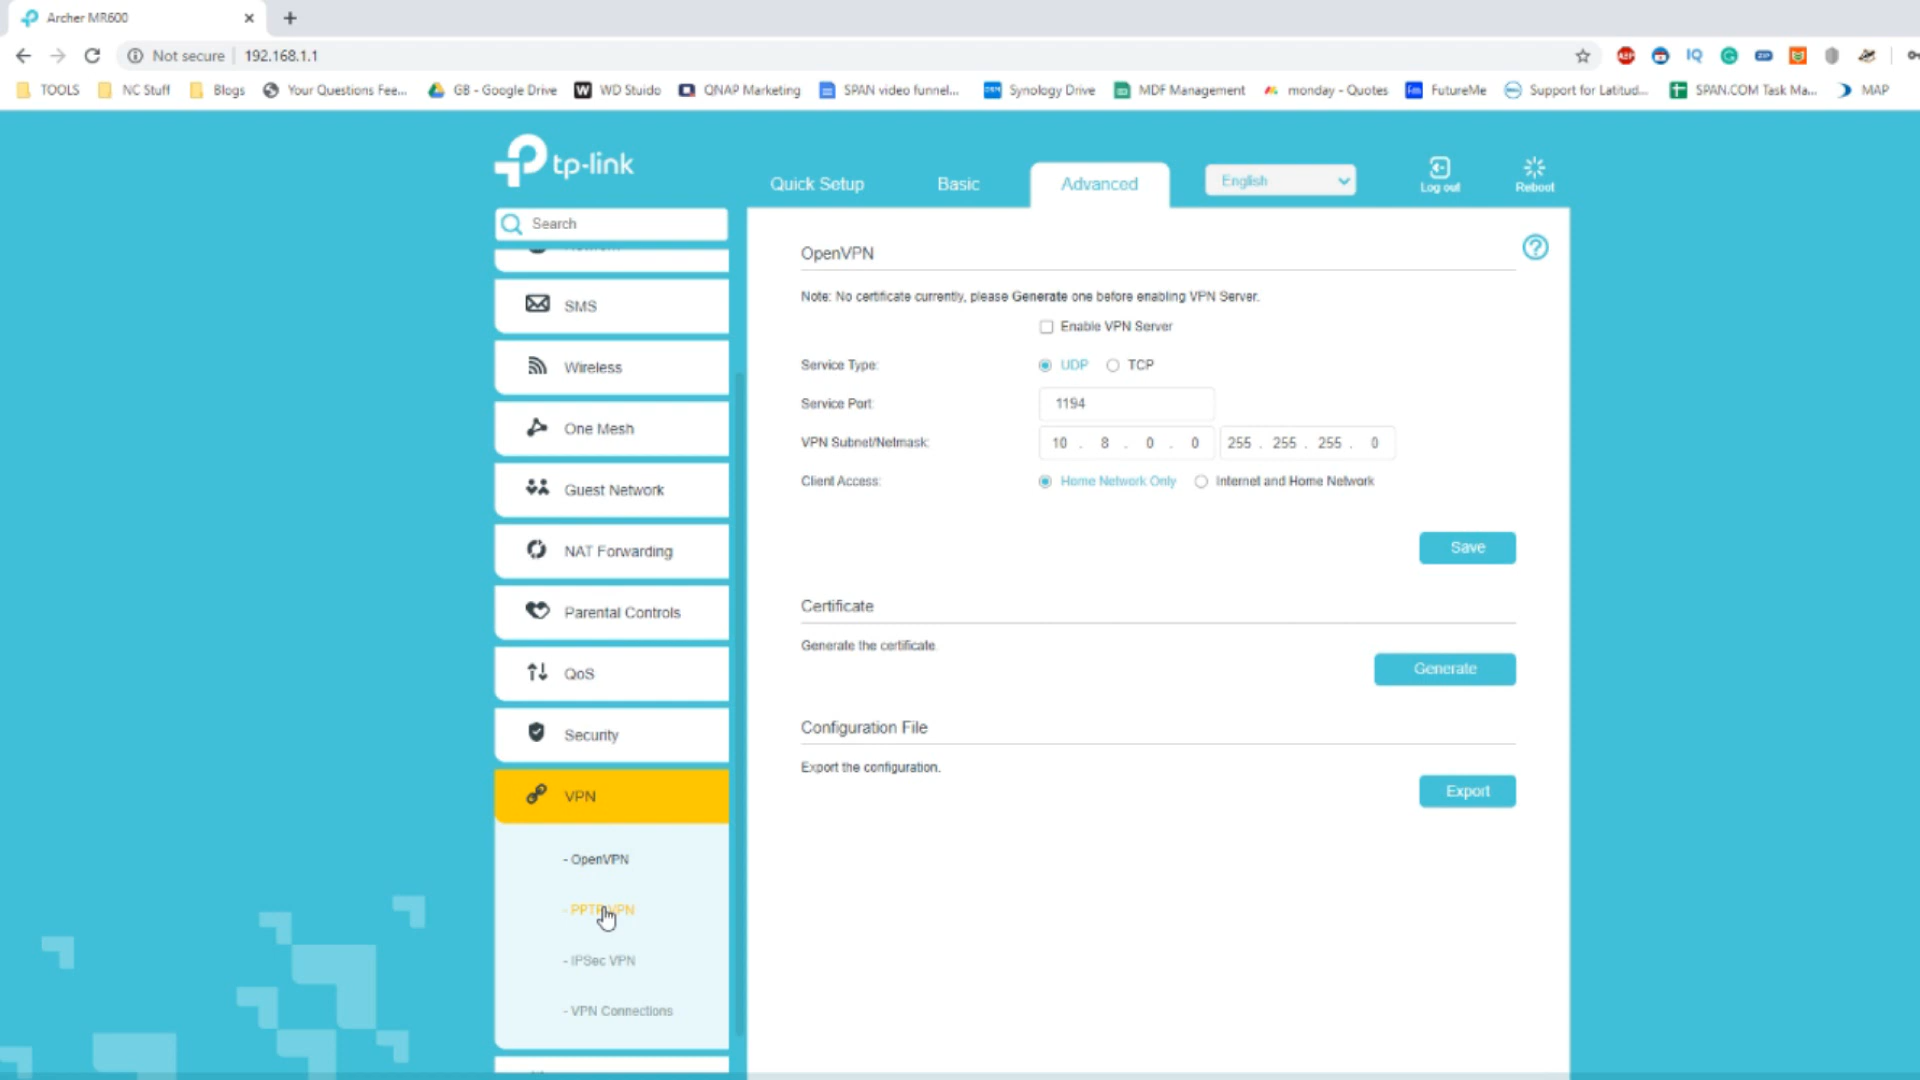 Archer MR600
Not secure 192.168.1.1
TOOLS NC Stuff Blogs Your Questions Fee... GB - Google Drive WD Stuido QNAP Marketing SPAN video funnel... Synology Drive MDF Management monday - Quotes FutureMe Support for Latitud... SPAN.COM Task Ma... MAP
tp-link
Quick Setup Basic Advanced English Log out Reboot
Search
SMS
Wireless
One Mesh
Guest Network
NAT Forwarding
Parental Controls
QoS
Security
VPN
- OpenVPN
- PPTP VPN
- IPSec VPN
- VPN Connections
OpenVPN
Note: No certificate currently, please Generate one before enabling VPN Server.
Enable VPN Server
Service Type: UDP TCP
Service Port: 1194
VPN Subnet/Netmask: 10 . 8 . 0 . 0 255 . 255 . 255 . 0
Client Access: Home Network Only Internet and Home Network
Save
Certificate
Generate the certificate.
Generate
Configuration File
Export the configuration.
Export